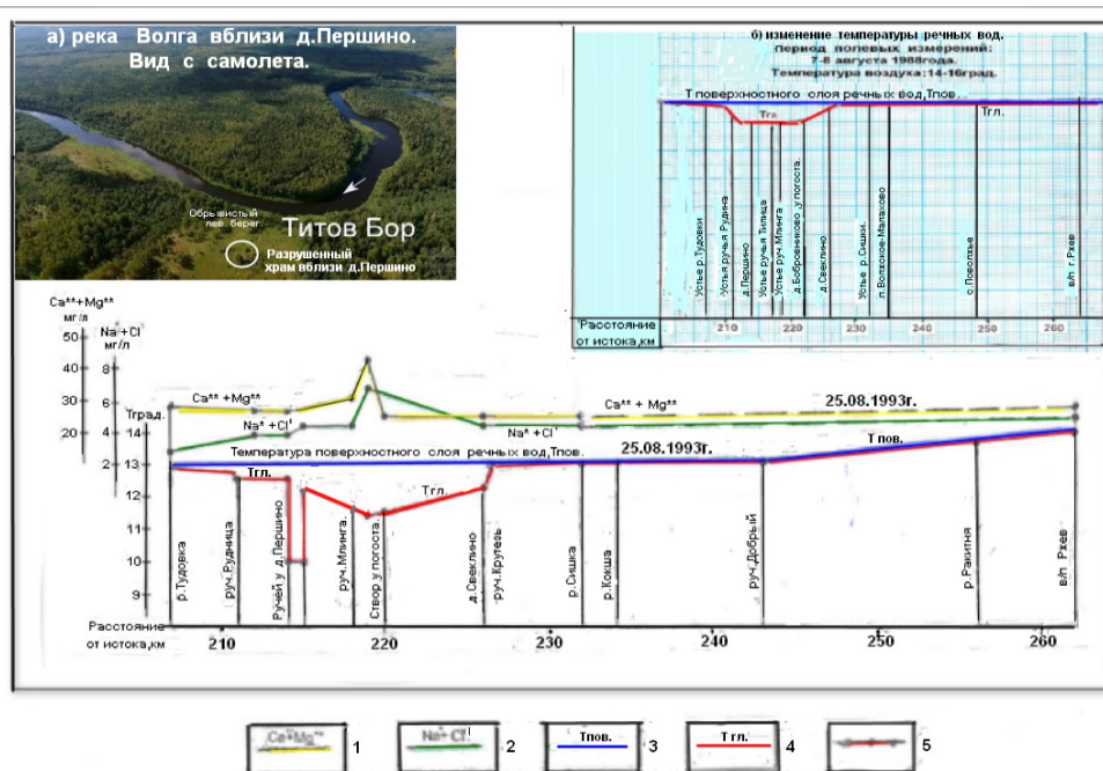 а) река Волга вблизи д.Першино.
Вид с самолета.
Обрывистый
лев. берег.
Титов Бор
Разрушенный
храм вблизи д.Першино
б) изменение температуры речных вод.
Период полевых измерений:
7-8 августа 1988года.
Температура воздуха:14-16град.
Т поверхностного слоя речных вод,Тпов.
Тгл
Тгл.
Устье р.Тудовки
Устья ручья Рудина
д.Першино
Устье ручья Типица
Устье руч.Млинга
д.Бобровниково ,у погоста.
д.Свеклино
Устье р.Сишки.
п.Волжское-Малахово
с.Поволжье
в/п г.Ржев
Расстояние
от истока,км
210 220 230 240 250 260
Ca⁺⁺+Mg⁺⁺
мг/л
Na⁺+Cl'
мг/л
50 40 30 20
8 6 4 2
Тград.
14 13 12 11 10 9
Ca⁺⁺ +Mg⁺⁺
Na⁺ +Cl'
Ca⁺⁺ + Mg⁺⁺
25.08.1993г.
Na⁺ +Cl'
Температура поверхностного слоя речных вод,Тпов.
25.08.1993г.
Т пов.
Тгл.
Тгл.
р.Тудовка
руч.Рудница
Ручей у д.Першино
руч.Млинга.
Створ у погоста.
д.Свеклино
руч.Крутезь
р.Сишка
р.Кокша
руч.Добрый
р.Ракитня
в/п Ржев
Расстояние
от истока,км
210 220 230 240 250 260
Ca⁺⁺+Mg⁺⁺ 1
Na⁺+Cl' 2
Тпов. 3
Т гл. 4
5